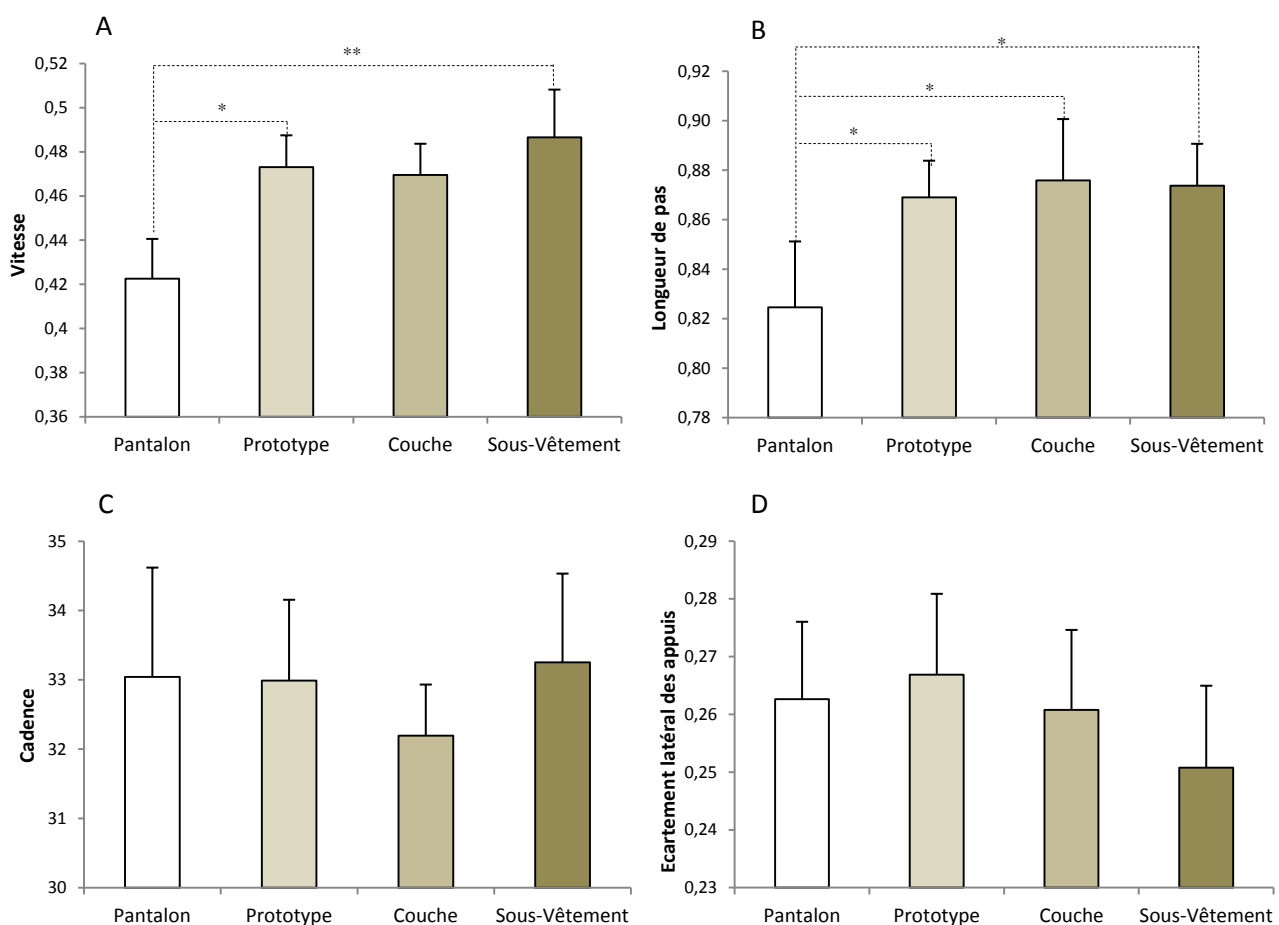 A
**
*
0,52
0,5
0,48
0,46
0,44
0,42
0,4
0,38
0,36
Vitesse
Pantalon Prototype Couche Sous-Vêtement
B
*
*
*
0,92
0,90
0,88
0,86
0,84
0,82
0,80
0,78
Longueur de pas
Pantalon Prototype Couche Sous-Vêtement
C
35
34
33
32
31
30
Cadence
Pantalon Prototype Couche Sous-Vêtement
D
0,29
0,28
0,27
0,26
0,25
0,24
0,23
Ecartement latéral des appuis
Pantalon Prototype Couche Sous-Vêtement